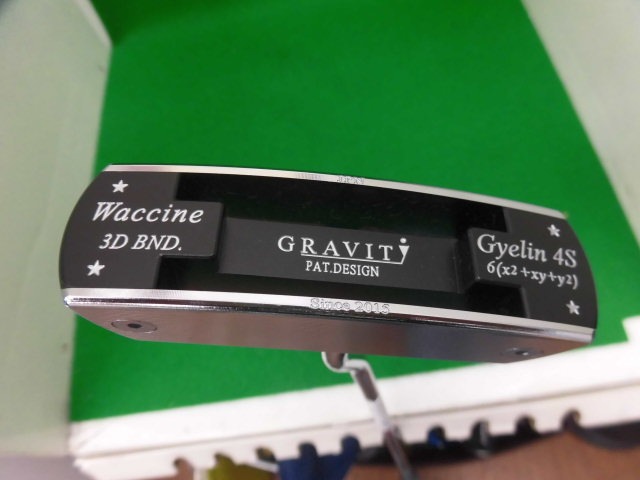 Waccine
3D BND.
GRAVITY
PAT.DESIGN
Gyelin 4S
6(x2+xy+y2)
Since 2015